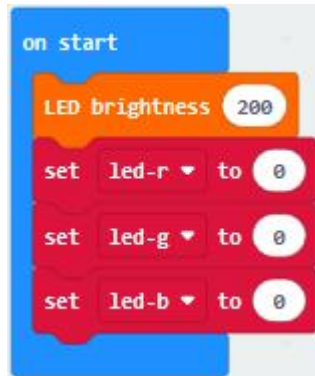 on start
LED brightness 200
set led-r to 0
set led-g to 0
set led-b to 0